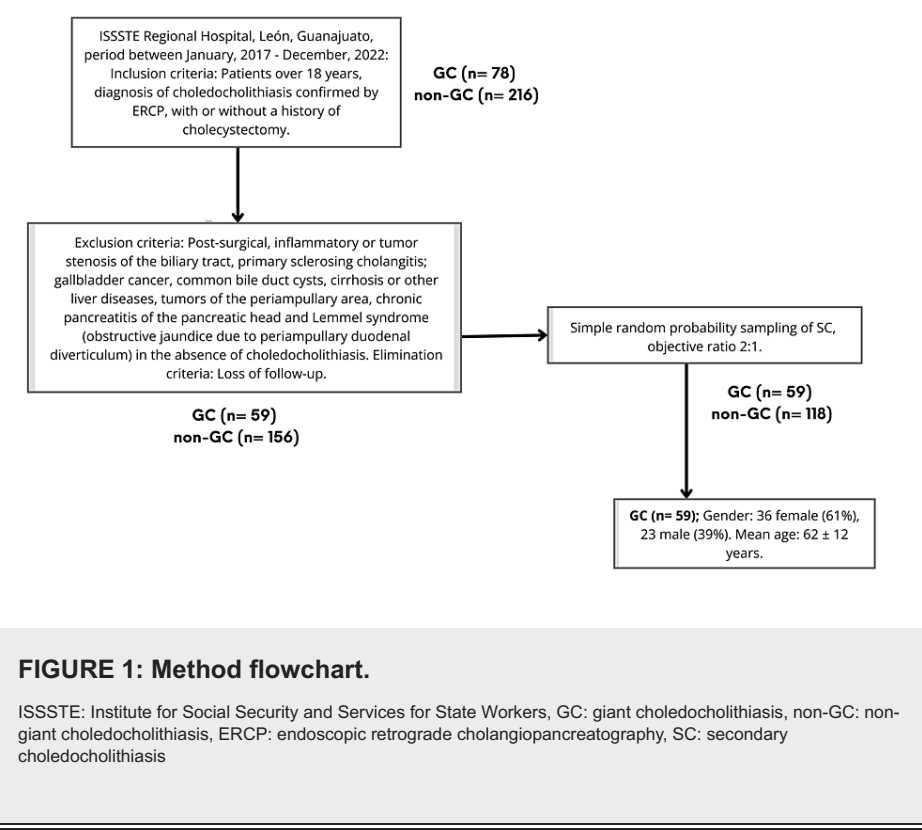 ISSSTE Regional Hospital, León, Guanajuato,
period between January, 2017 - December, 2022:
Inclusion criteria: Patients over 18 years,
diagnosis of choledocholithiasis confirmed by
ERCP, with or without a history of
cholecystectomy.
GC (n= 78)
non-GC (n= 216)
Exclusion criteria: Post-surgical, inflammatory or tumor
stenosis of the biliary tract, primary sclerosing cholangitis;
gallbladder cancer, common bile duct cysts, cirrhosis or other
liver diseases, tumors of the periampullary area, chronic
pancreatitis of the pancreatic head and Lemmel syndrome
(obstructive jaundice due to periampullary duodenal
diverticulum) in the absence of choledocholithiasis. Elimination
criteria: Loss of follow-up.
GC (n= 59)
non-GC (n= 156)
Simple random probability sampling of SC,
objective ratio 2:1.
GC (n= 59)
non-GC (n= 118)
GC (n= 59); Gender: 36 female (61%),
23 male (39%). Mean age: 62 ± 12
years.
FIGURE 1: Method flowchart.
ISSSTE: Institute for Social Security and Services for State Workers, GC: giant choledocholithiasis, non-GC: non-
giant choledocholithiasis, ERCP: endoscopic retrograde cholangiopancreatography, SC: secondary
choledocholithiasis